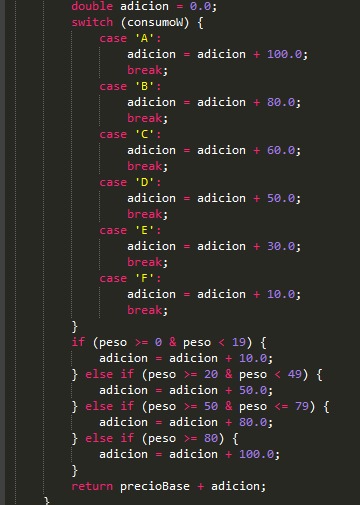 double adicion = 0.0;
switch (consumoW) {
case 'A':
adicion = adicion + 100.0;
break;
case 'B':
adicion = adicion + 80.0;
break;
case 'C':
adicion = adicion + 60.0;
break;
case 'D':
adicion = adicion + 50.0;
break;
case 'E':
adicion = adicion + 30.0;
break;
case 'F':
adicion = adicion + 10.0;
break;
}
if (peso >= 0 & peso < 19) {
adicion = adicion + 10.0;
} else if (peso >= 20 & peso < 49) {
adicion = adicion + 50.0;
} else if (peso >= 50 & peso <= 79) {
adicion = adicion + 80.0;
} else if (peso >= 80) {
adicion = adicion + 100.0;
}
return precioBase + adicion;
}